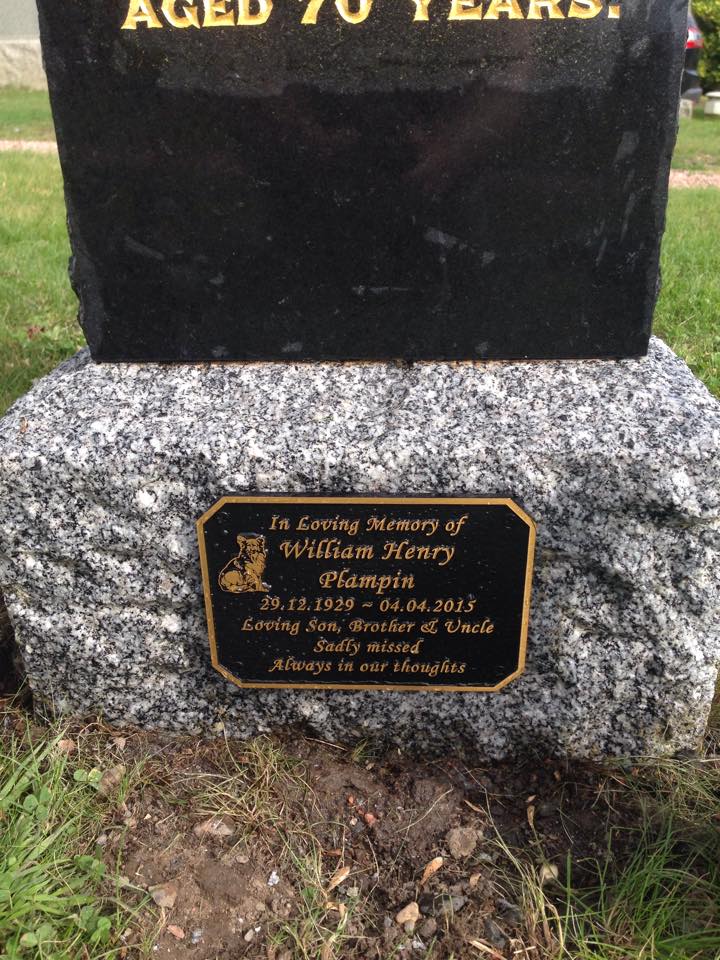 AGED 70 YEARS.
In Loving Memory of
William Henry
Plampin
29.12.1929 ~ 04.04.2015
Loving Son, Brother & Uncle
Sadly missed
Always in our thoughts